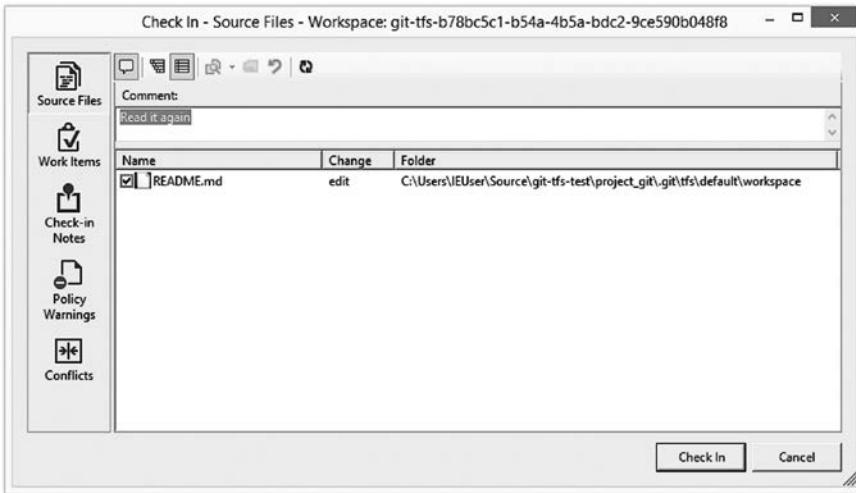 Check In - Source Files - Workspace: git-tfs-b78bc5c1-b54a-4b5a-bdc2-9ce590b048f8
Source Files
Work Items
Check-in
Notes
Policy
Warnings
Conflicts
Comment:
Read it again
Name Change Folder
README.md edit C:\Users\IEUser\Source\git-tfs-test\project_git\.git\tfs\default\workspace
Check In Cancel